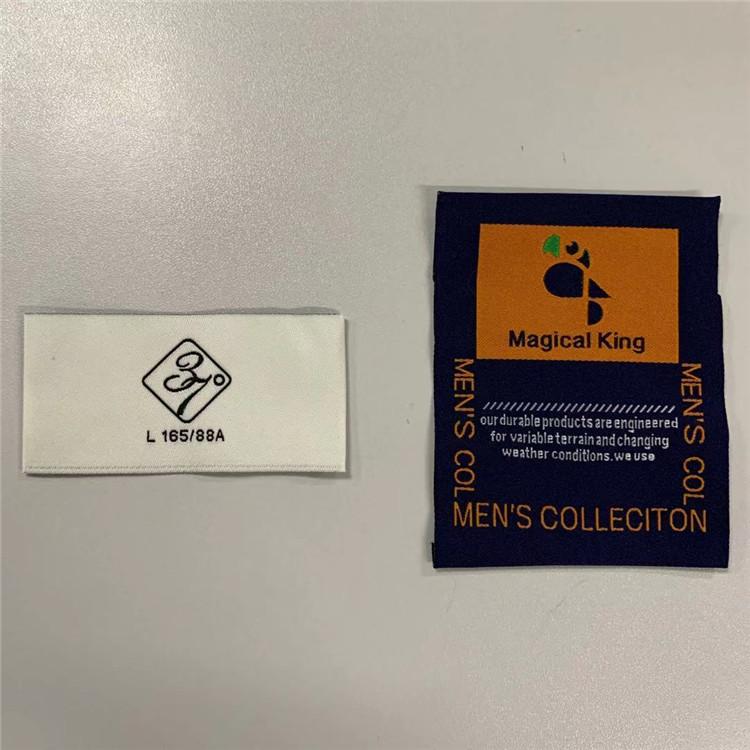 37°
L 165/88A
Magical King
MEN'S COL
MEN'S COL
our durable products are engineered
for variable terrain and changing
weather conditions. we use
MEN'S COLLECITON